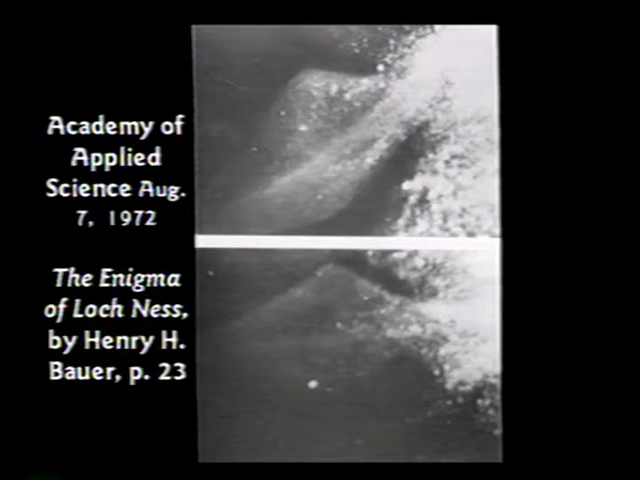 Academy of
Applied
Science Aug.
7, 1972
The Enigma
of Loch Ness,
by Henry H.
Bauer, p. 23